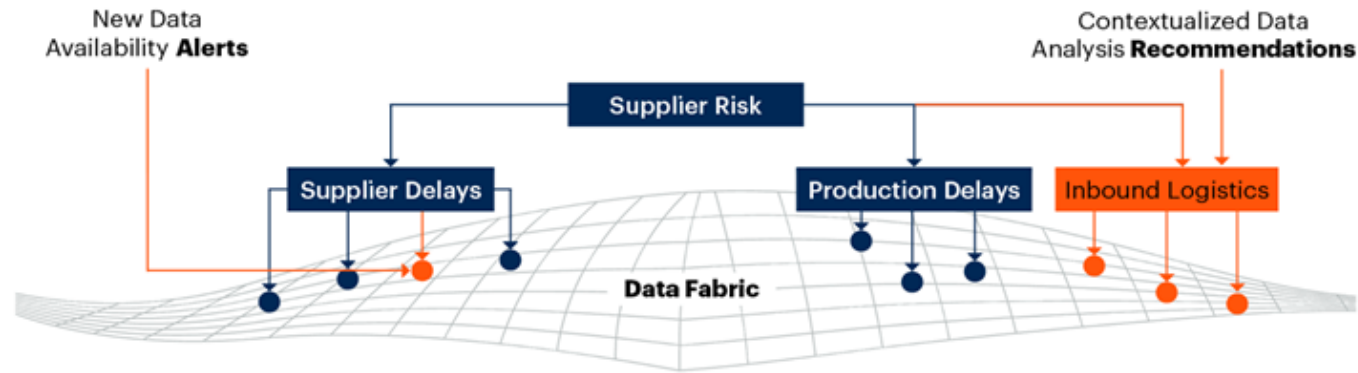 New Data
Availability Alerts
Contextualized Data
Analysis Recommendations
Supplier Risk
Supplier Delays
Production Delays
Inbound Logistics
Data Fabric